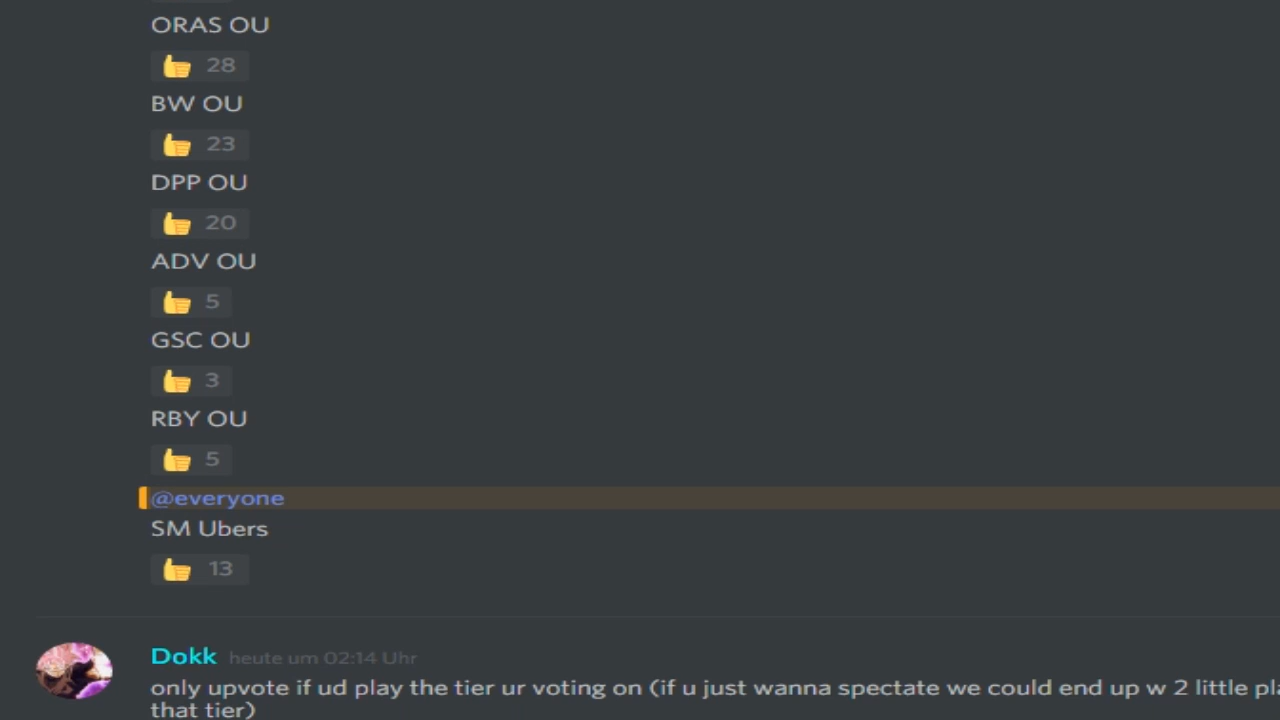 ORAS OU
28
BW OU
23
DPP OU
20
ADV OU
5
GSC OU
3
RBY OU
5
@everyone
SM Ubers
13
Dokk heute um 02:14 Uhr
only upvote if ud play the tier ur voting on (if u just wanna spectate we could end up w 2 little
that tier)